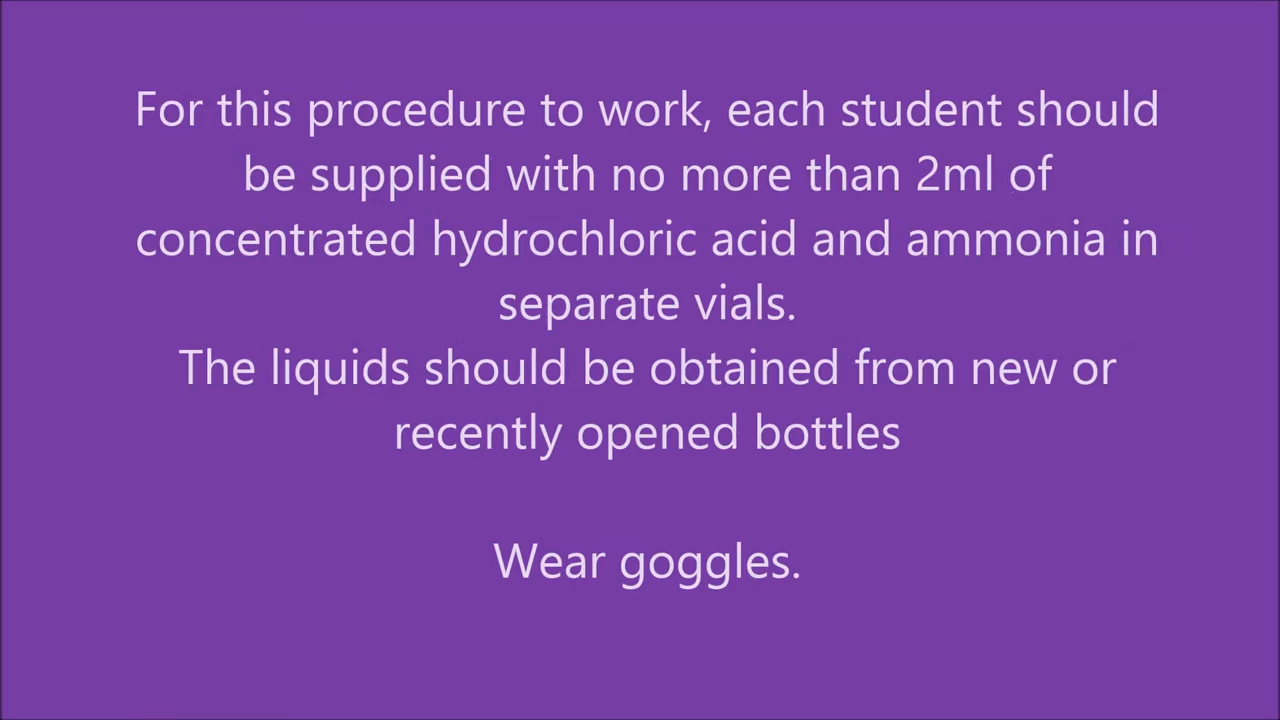 For this procedure to work, each student should
be supplied with no more than 2ml of
concentrated hydrochloric acid and ammonia in
separate vials.
The liquids should be obtained from new or
recently opened bottles
Wear goggles.